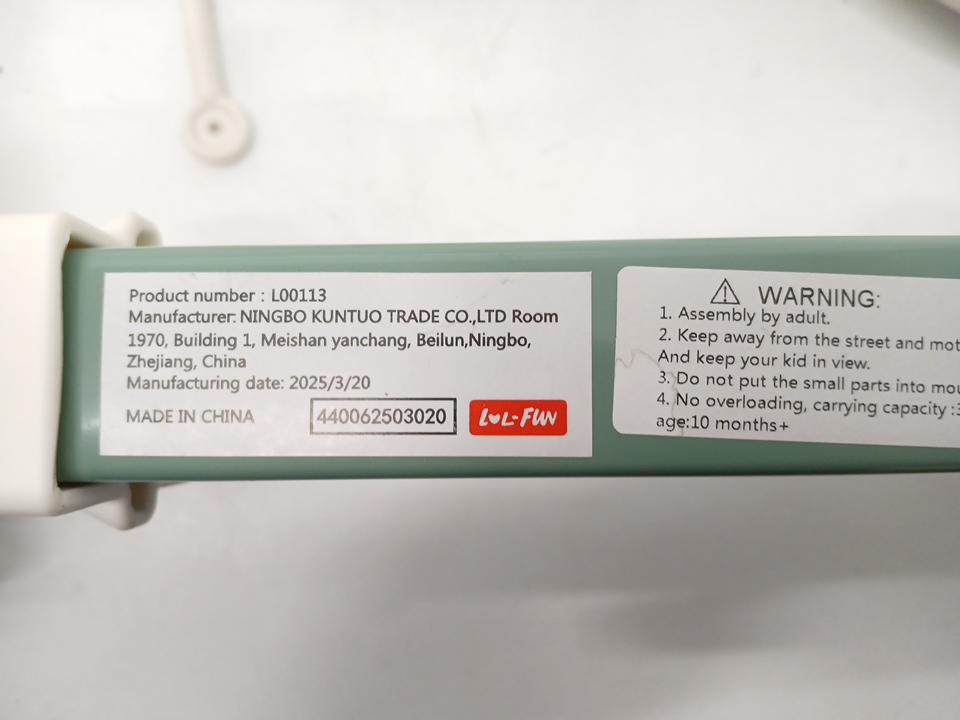 Product number : L00113
Manufacturer: NINGBO KUNTUO TRADE CO.,LTD Room
1970, Building 1, Meishan yanchang, Beilun,Ningbo,
Zhejiang, China
Manufacturing date: 2025/3/20
MADE IN CHINA 440062503020 LOL-FUN
WARNING:
1. Assembly by adult.
2. Keep away from the street and
And keep your kid in view.
3. Do not put the small parts into
4. No overloading, carrying capacity :
age:10 months+